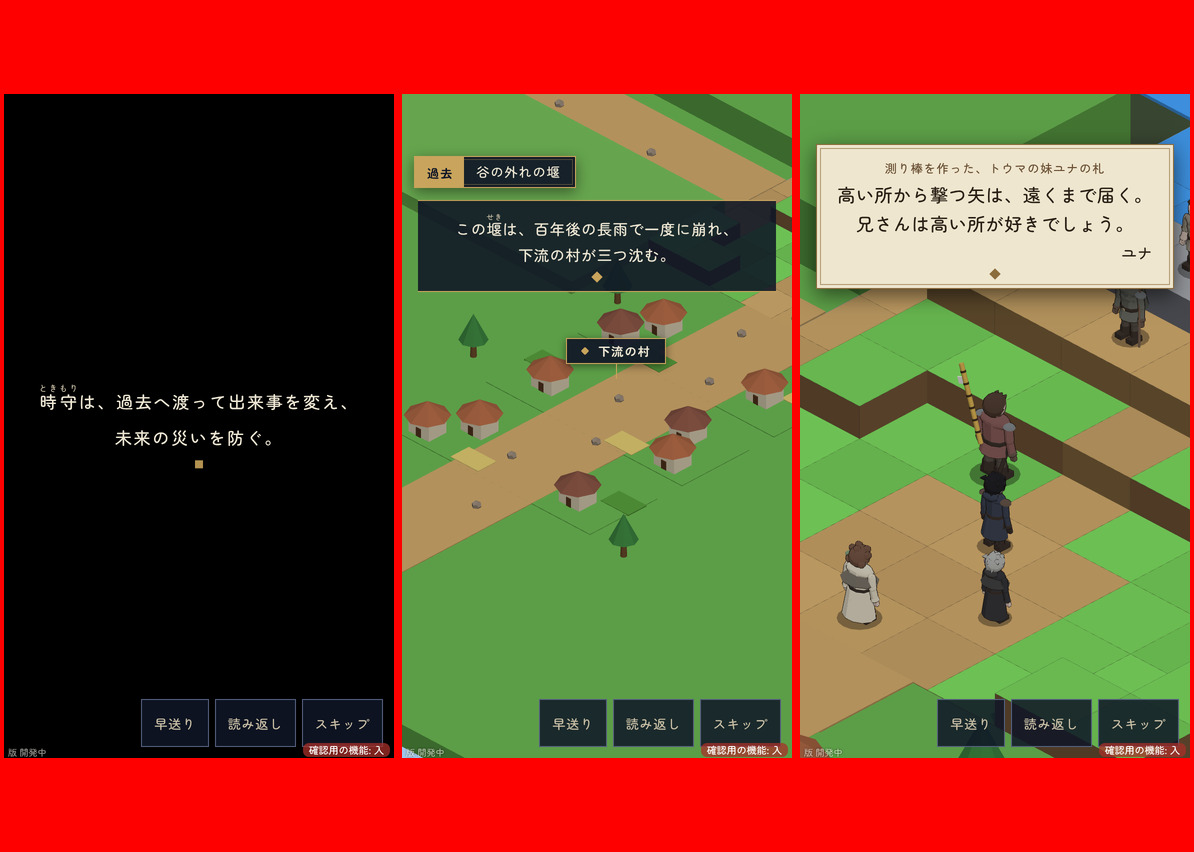 ときもり
時守は、過去へ渡って出来事を変え、
未来の災いを防ぐ。
早送り
読み返し
スキップ
版 開発中
確認用の機能: 入
過去
谷の外れの堰
せき
この堰は、百年後の長雨で一度に崩れ、
下流の村が三つ沈む。
下流の村
早送り
読み返し
スキップ
版 開発中
確認用の機能: 入
測り棒を作った、トウマの妹ユナの札
高い所から撃つ矢は、遠くまで届く。
兄さんは高い所が好きでしょう。
ユナ
早送り
読み返し
スキップ
版 開発中
確認用の機能: 入